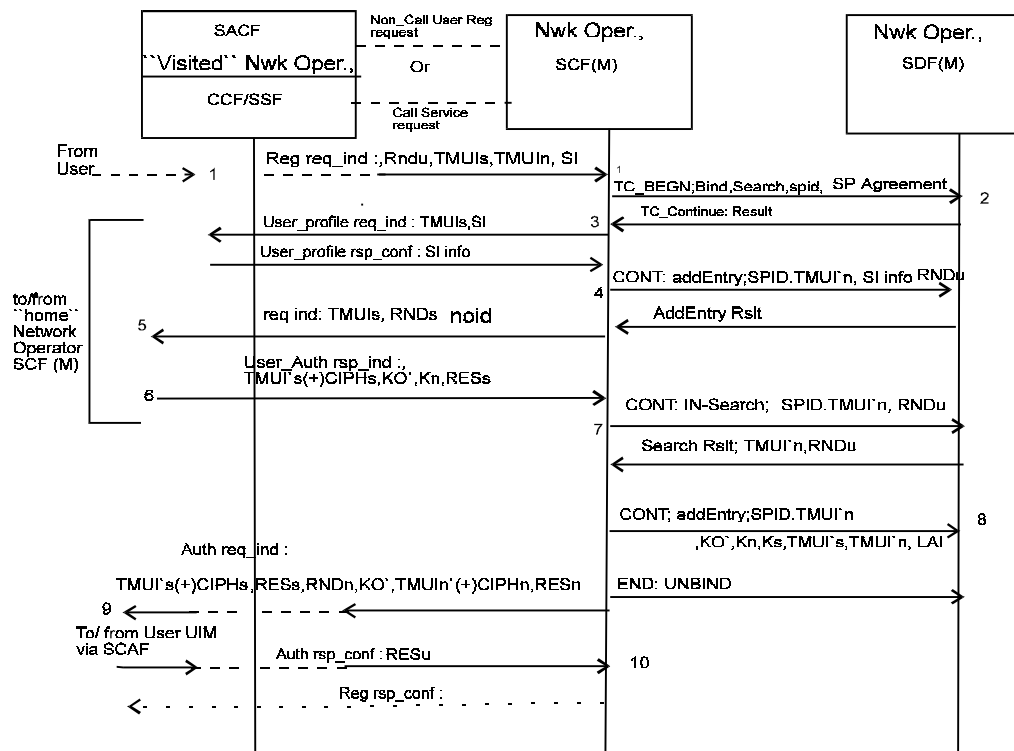 SACF
``Visited`` Nwk Oper.,
CCF/SSF
Non_Call User Reg
request
Or
Call Service
request
Nwk Oper.,
SCF(M)
Nwk Oper.,
SDF(M)
From
User
1
Reg req_ind :,Rndu,TMUIs,TMUIn, SI
1
TC_BEGN;Bind,Search,spid, SP Agreement
2
TC_Continue: Result
User_profile req_ind : TMUIs,SI
3
User_profile rsp_conf : SI info
CONT: addEntry;SPID.TMUI`n, SI info RNDu
4
to/from
``home``
Network
Operator
SCF (M)
5
req ind: TMUIs, RNDs noid
AddEntry Rslt
User_Auth rsp_ind :,
TMUI`s(+)CIPHs,KO`,Kn,RESs
6
CONT: IN-Search; SPID.TMUI`n, RNDu
7
Search Rslt; TMUI`n,RNDu
CONT; addEntry;SPID.TMUI`n
8
,KO`,Kn,Ks,TMUI`s,TMUI`n, LAI
Auth req_ind :
TMUI`s(+)CIPHs,RESs,RNDn,KO`,TMUIn'(+)CIPHn,RESn
END: UNBIND
9
To/ from User UIM
via SCAF
Auth rsp_conf : RESu
10
Reg rsp_conf :